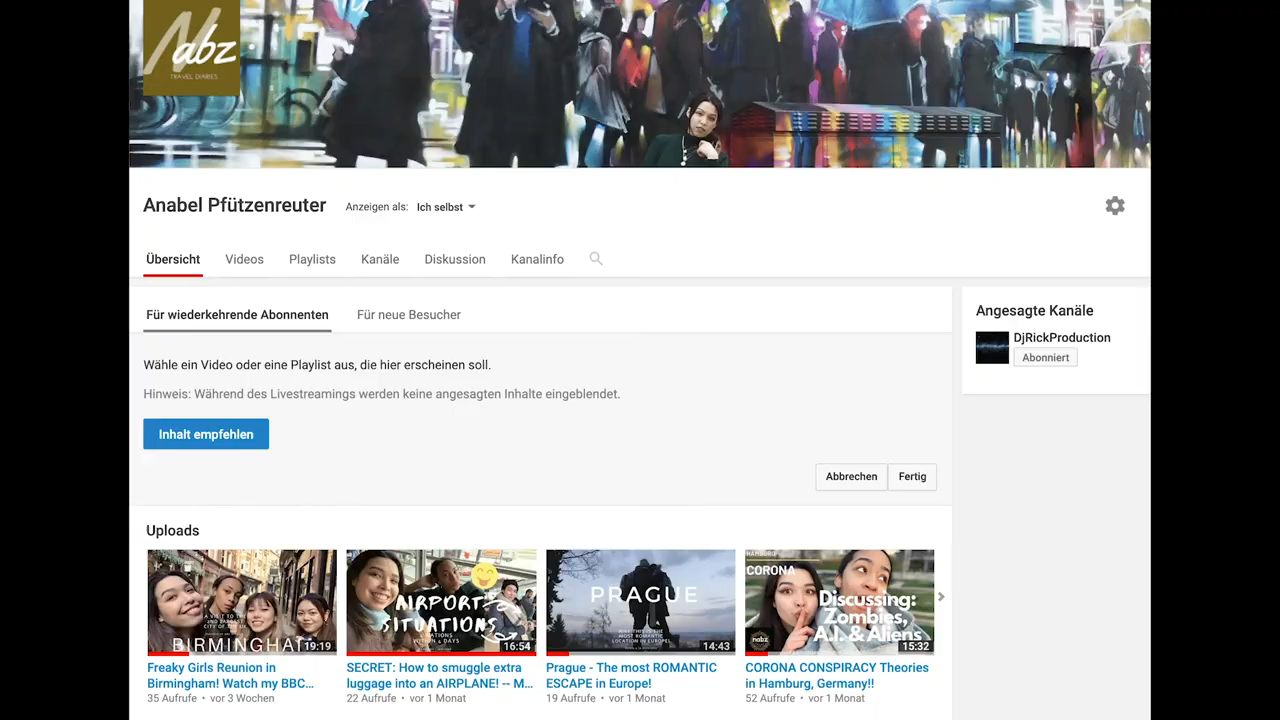 Nabz
TRAVEL DIARIES
Anabel Pfützenreuter Anzeigen als: Ich selbst
Übersicht Videos Playlists Kanäle Diskussion Kanalinfo
Für wiederkehrende Abonnenten Für neue Besucher
Angesagte Kanäle
DjRickProduction
Abonniert
Wähle ein Video oder eine Playlist aus, die hier erscheinen soll.
Hinweis: Während des Livestreamings werden keine angesagten Inhalte eingeblendet.
Inhalt empfehlen
Abbrechen Fertig
Uploads
BIRMINGHA
19:19
AIRPORT
SITUATIONS
16:54
PRAGUE
14:43
CORONA
Discussing:
Zombies,
A.I. & Aliens
nabz
15:32
Freaky Girls Reunion in
Birmingham! Watch my BBC...
35 Aufrufe • vor 3 Wochen
SECRET: How to smuggle extra
luggage into an AIRPLANE! -- M...
22 Aufrufe • vor 1 Monat
Prague - The most ROMANTIC
ESCAPE in Europe!
19 Aufrufe • vor 1 Monat
CORONA CONSPIRACY Theories
in Hamburg, Germany!!
52 Aufrufe • vor 1 Monat